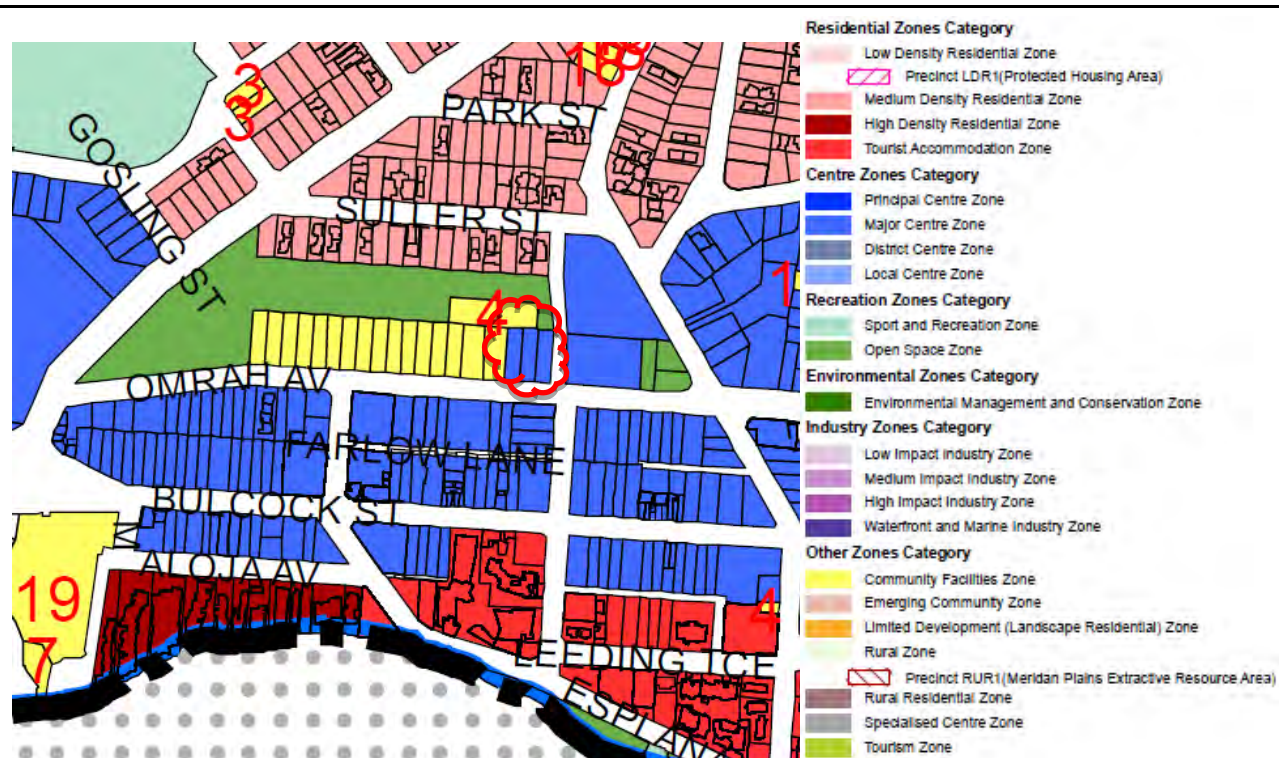 3
3
16
PARK ST
GOSLING ST
SULLER ST
1
4
OMRAH AV
FARLOW LANE
BULCOCK ST
MALOJA AV
19
7
4
LEEDING TCE
ESPLANA
Residential Zones Category
Low Density Residential Zone
Precinct LDR1(Protected Housing Area)
Medium Density Residential Zone
High Density Residential Zone
Tourist Accommodation Zone
Centre Zones Category
Principal Centre Zone
Major Centre Zone
District Centre Zone
Local Centre Zone
Recreation Zones Category
Sport and Recreation Zone
Open Space Zone
Environmental Zones Category
Environmental Management and Conservation Zone
Industry Zones Category
Low Impact Industry Zone
Medium Impact Industry Zone
High Impact Industry Zone
Waterfront and Marine Industry Zone
Other Zones Category
Community Facilities Zone
Emerging Community Zone
Limited Development (Landscape Residential) Zone
Rural Zone
Precinct RUR1(Meridan Plains Extractive Resource Area)
Rural Residential Zone
Specialised Centre Zone
Tourism Zone